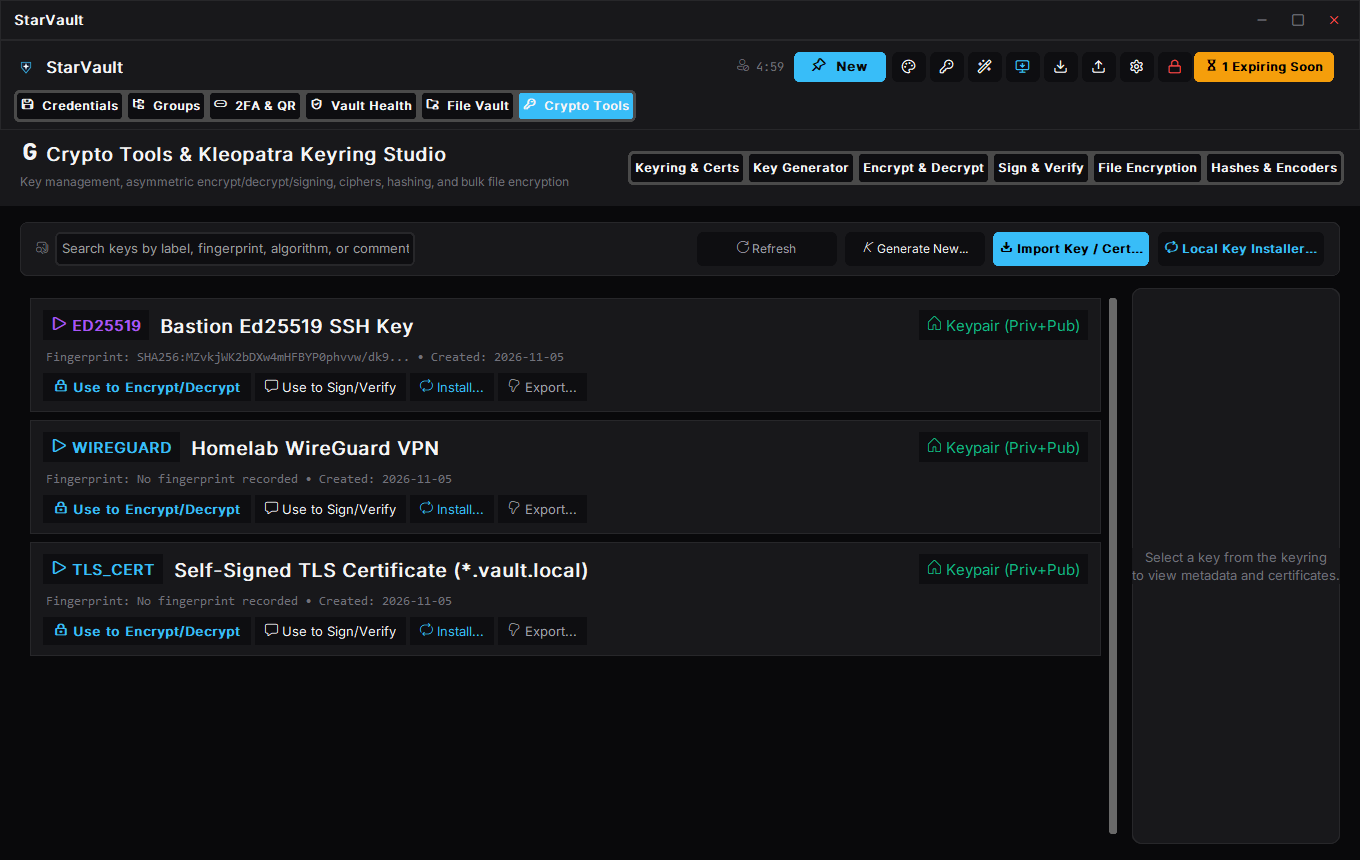 StarVault
StarVault
4:59
New
1 Expiring Soon
Credentials
Groups
2FA & QR
Vault Health
File Vault
Crypto Tools
G Crypto Tools & Kleopatra Keyring Studio
Key management, asymmetric encrypt/decrypt/signing, ciphers, hashing, and bulk file encryption
Keyring & Certs
Key Generator
Encrypt & Decrypt
Sign & Verify
File Encryption
Hashes & Encoders
Search keys by label, fingerprint, algorithm, or comment
Refresh
Generate New...
Import Key / Cert...
Local Key Installer...
ED25519
Bastion Ed25519 SSH Key
Keypair (Priv+Pub)
Fingerprint: SHA256:MZvkjWK2bDXw4mHFBYP0phvvw/dk9... • Created: 2026-11-05
Use to Encrypt/Decrypt
Use to Sign/Verify
Install...
Export...
WIREGUARD
Homelab WireGuard VPN
Keypair (Priv+Pub)
Fingerprint: No fingerprint recorded • Created: 2026-11-05
Use to Encrypt/Decrypt
Use to Sign/Verify
Install...
Export...
TLS_CERT
Self-Signed TLS Certificate (*.vault.local)
Keypair (Priv+Pub)
Fingerprint: No fingerprint recorded • Created: 2026-11-05
Use to Encrypt/Decrypt
Use to Sign/Verify
Install...
Export...
Select a key from the keyring
to view metadata and certificates.